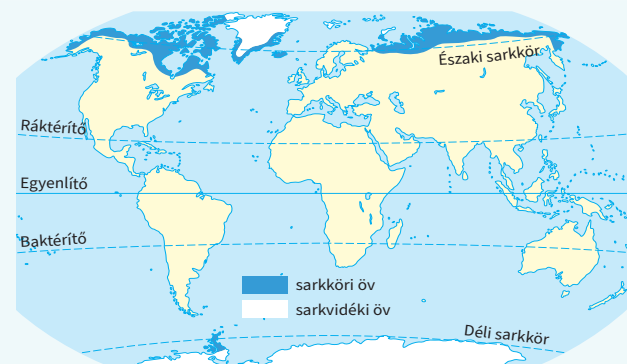 Északi sarkkör
Ráktérítő
Egyenlítő
Baktérítő
sarkköri öv
sarkvidéki öv
Déli sarkkör